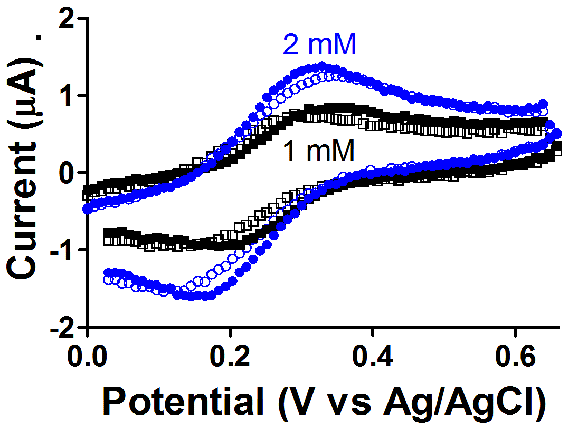 Current (μA) .
2
1
0
-1
-2
2 mM
1 mM
0.0 0.2 0.4 0.6
Potential (V vs Ag/AgCl)